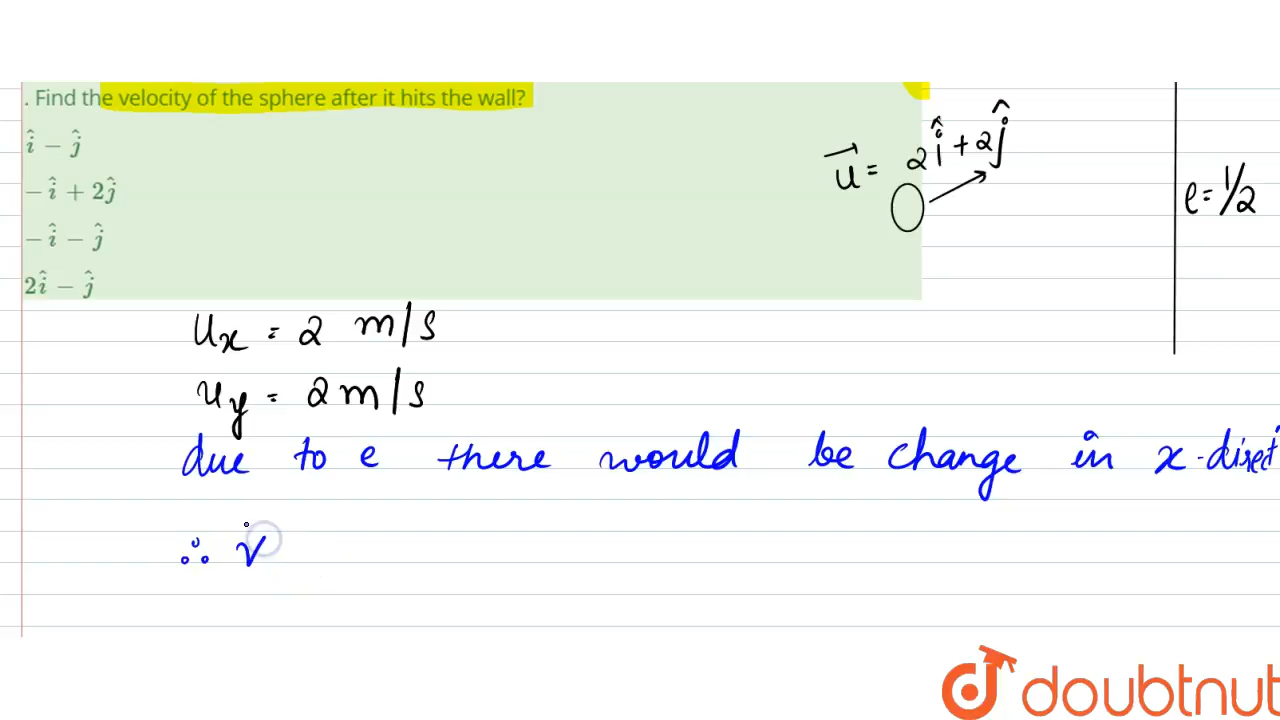 . Find the velocity of the sphere after it hits the wall?
î − ĵ
− î + 2ĵ
− î − ĵ
2î − ĵ
u⃗ = 2î + 2ĵ
e = 1/2
Ux = 2 m/s
uy = 2 m/s
due to e there would be change in x-direct
∴ v
doubtnut